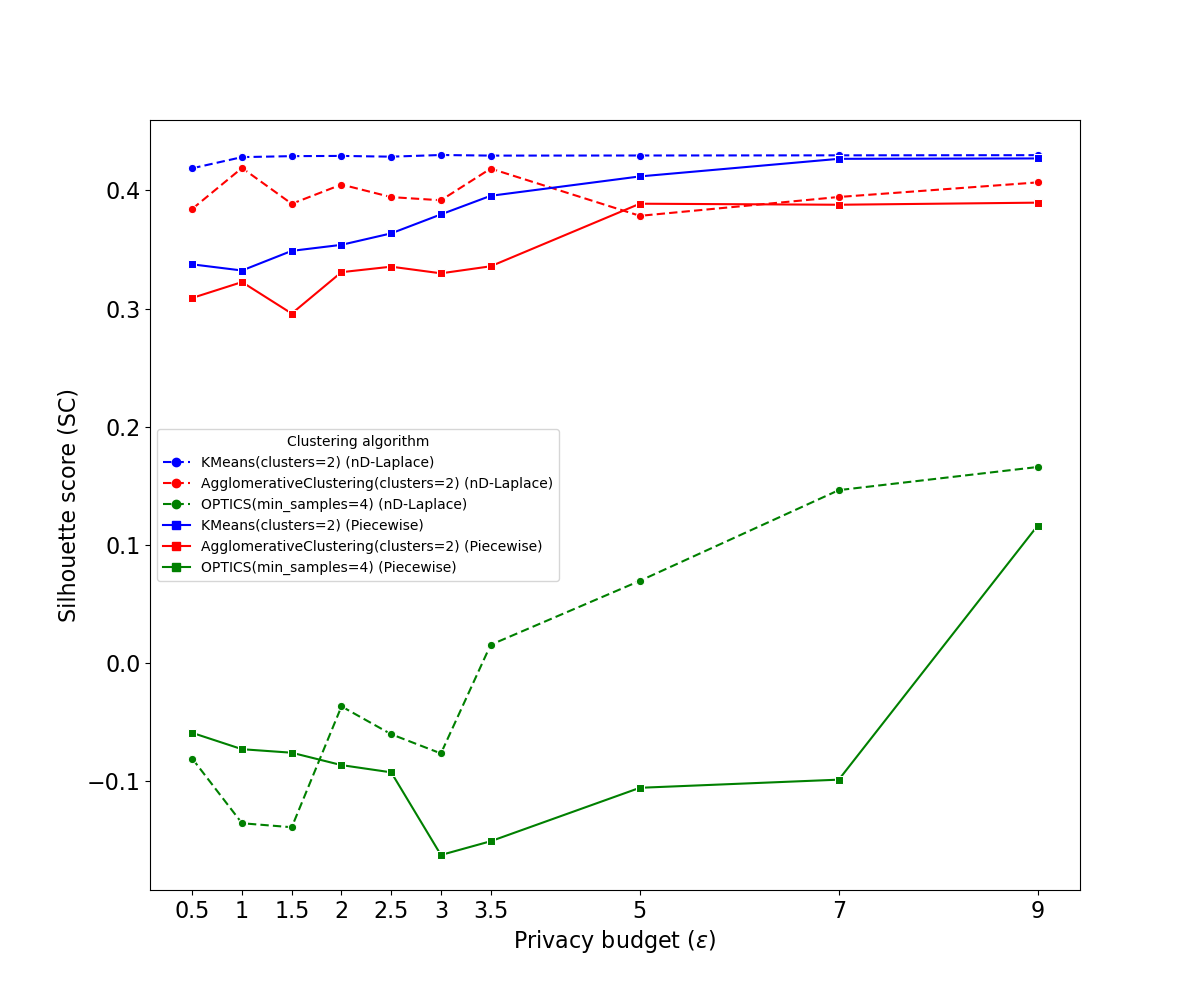 0.4
0.3
0.2
0.1
0.0
−0.1
Silhouette score (SC)
Clustering algorithm
KMeans(clusters=2) (nD-Laplace)
AgglomerativeClustering(clusters=2) (nD-Laplace)
OPTICS(min_samples=4) (nD-Laplace)
KMeans(clusters=2) (Piecewise)
AgglomerativeClustering(clusters=2) (Piecewise)
OPTICS(min_samples=4) (Piecewise)
0.5 1 1.5 2 2.5 3 3.5 5 7 9
Privacy budget (ε)